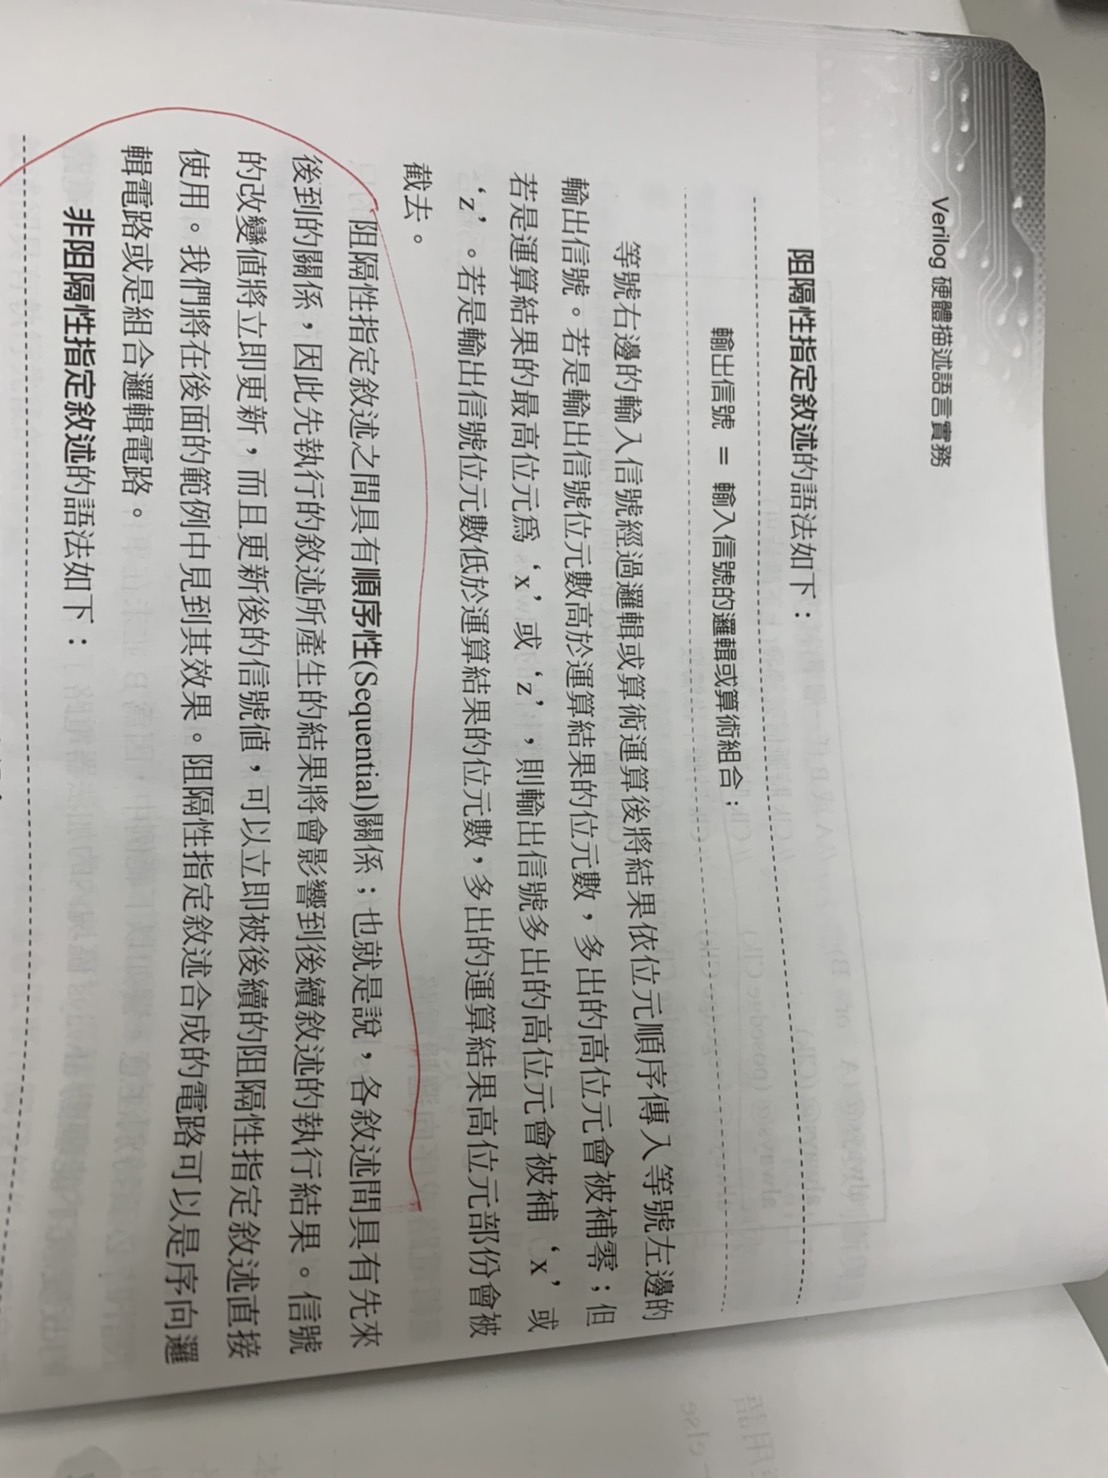 Verilog 硬體描述語言實務
阻隔性指定敘述的語法如下：
輸出信號 = 輸入信號的邏輯或算術組合；
等號右邊的輸入信號經過邏輯或算術運算後將結果依位元順序傳入等號左邊的
輸出信號。若是輸出信號位元數高於運算結果的位元數，多出的高位元會被補零；但
若是運算結果的最高位元為‘x’或‘z’，則輸出信號多出的高位元會被補‘x’或
‘z’。若是輸出信號位元數低於運算結果的位元數，多出的運算結果高位元部份會被
截去。
阻隔性指定敘述之間具有順序性(Sequential)關係；也就是說，各敘述間具有先來
後到的關係，因此先執行的敘述所產生的結果將會影響到後續敘述的執行結果。信號
的改變值將立即更新，而且更新後的信號值，可以立即被後續的阻隔性指定敘述直接
使用。我們將在後面的範例中見到其效果。阻隔性指定敘述合成的電路可以是序向邏
輯電路或是組合邏輯電路。
非阻隔性指定敘述的語法如下：